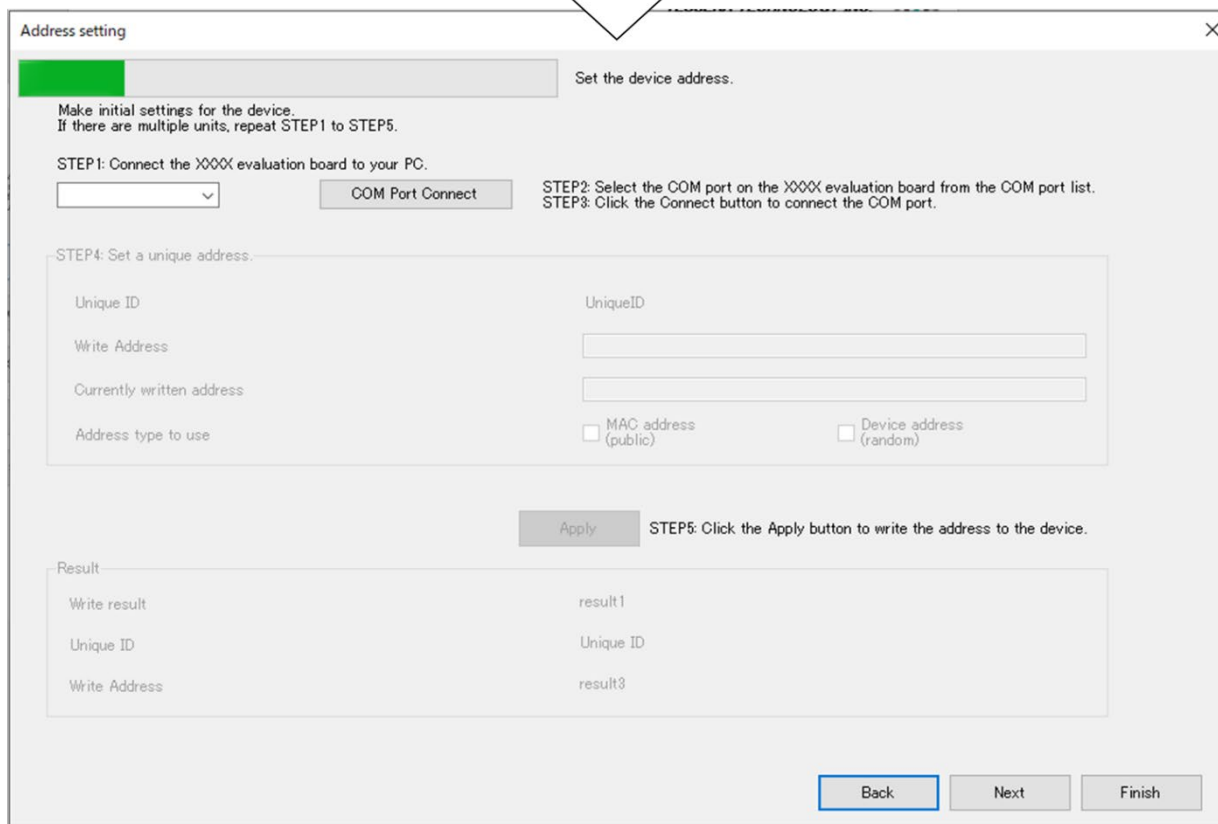 Address setting
Set the device address.
Make initial settings for the device.
If there are multiple units, repeat STEP1 to STEP5.
STEP1: Connect the XXXX evaluation board to your PC.
COM Port Connect
STEP2: Select the COM port on the XXXX evaluation board from the COM port list.
STEP3: Click the Connect button to connect the COM port.
STEP4: Set a unique address.
Unique ID UniqueID
Write Address
Currently written address
Address type to use
MAC address
(public)
Device address
(random)
Apply
STEP5: Click the Apply button to write the address to the device.
Result
Write result result1
Unique ID Unique ID
Write Address result3
Back Next Finish